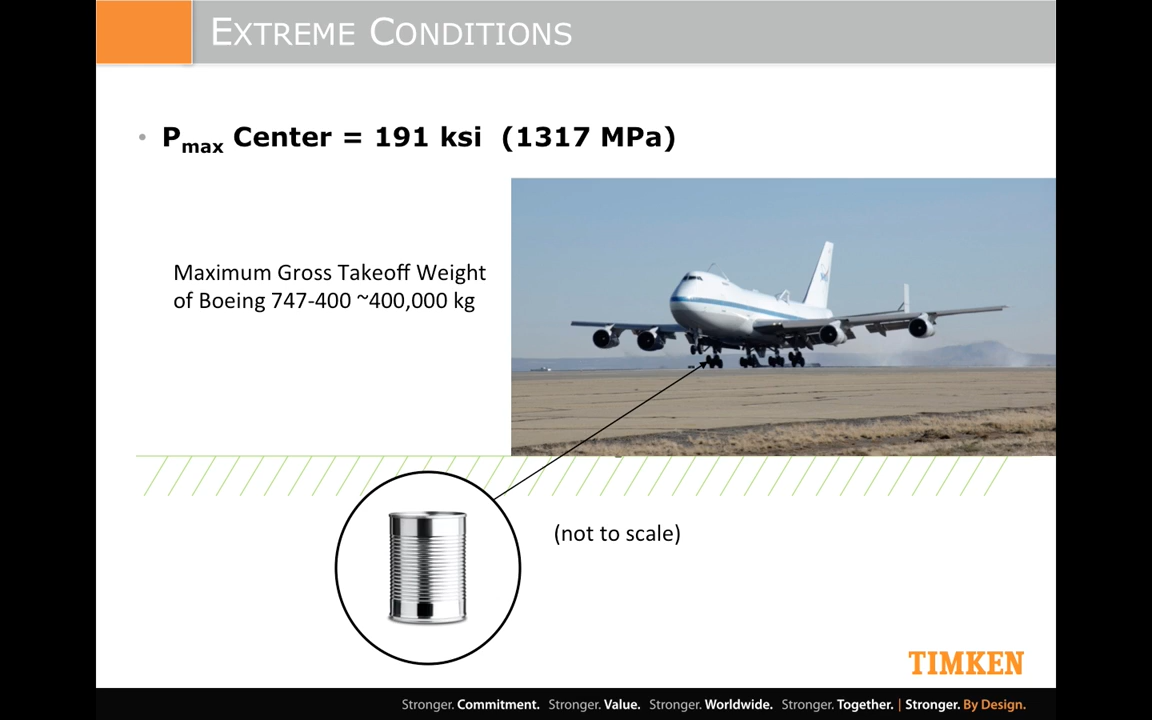 EXTREME CONDITIONS
• Pmax Center = 191 ksi (1317 MPa)
Maximum Gross Takeoff Weight
of Boeing 747-400 ~400,000 kg
(not to scale)
TIMKEN
Stronger. Commitment. Stronger. Value. Stronger. Worldwide. Stronger. Together. | Stronger. By Design.